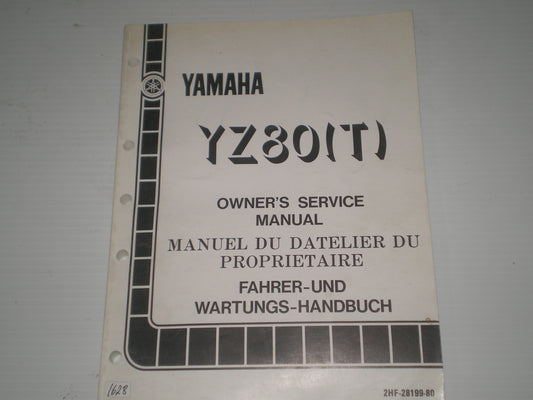 YAMAHA
YZ80(T)
OWNER'S SERVICE
MANUAL
MANUEL DU DATELIER DU
PROPRIETAIRE
FAHRER-UND
WARTUNGS-HANDBUCH
1628
2HF-28199-80